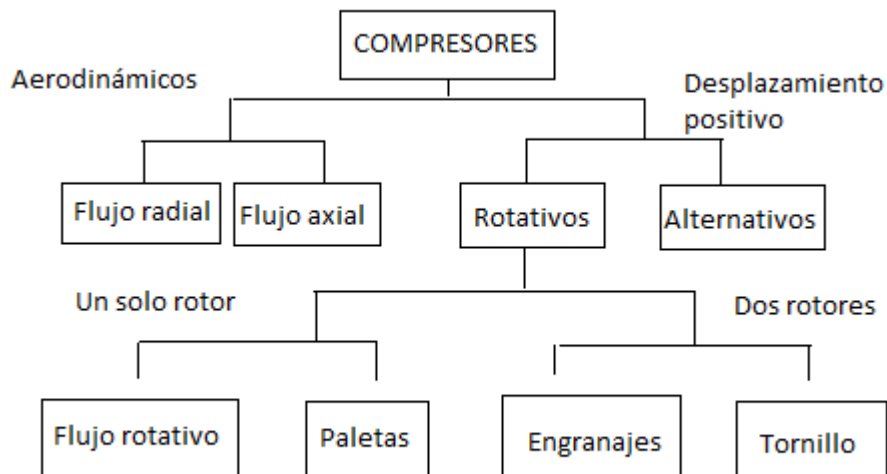 COMPRESORES
Aerodinámicos
Desplazamiento
positivo
Flujo radial
Flujo axial
Rotativos
Alternativos
Un solo rotor
Dos rotores
Flujo rotativo
Paletas
Engranajes
Tornillo